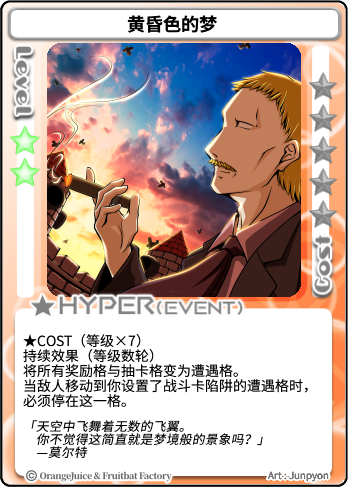 黄昏色的梦
Level
Cost
HYPER(EVENT)
★COST（等级×7）
持续效果（等级数轮）
将所有奖励格与抽卡格变为遭遇格。
当敌人移动到你设置了战斗卡陷阱的遭遇格时，
必须停在这一格。
「天空中飞舞着无数的飞翼。
你不觉得这简直就是梦境般的景象吗？」
—莫尔特
© OrangeJuice & Fruitbat Factory
Art.: Junpyon